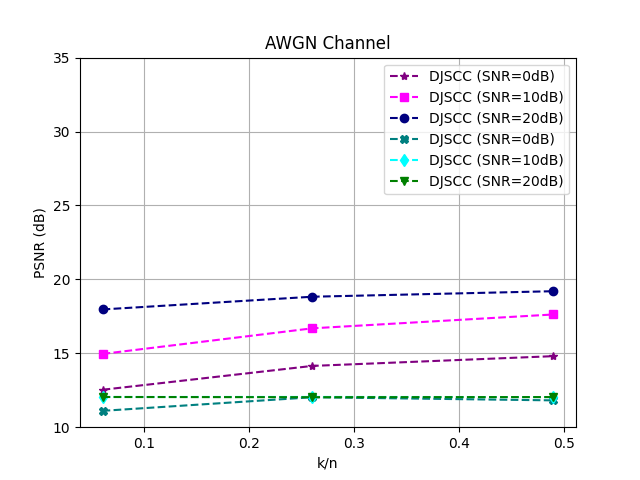 AWGN Channel
35
30
25
20
15
10
PSNR (dB)
DJSCC (SNR=0dB)
DJSCC (SNR=10dB)
DJSCC (SNR=20dB)
DJSCC (SNR=0dB)
DJSCC (SNR=10dB)
DJSCC (SNR=20dB)
0.1 0.2 0.3 0.4 0.5
k/n